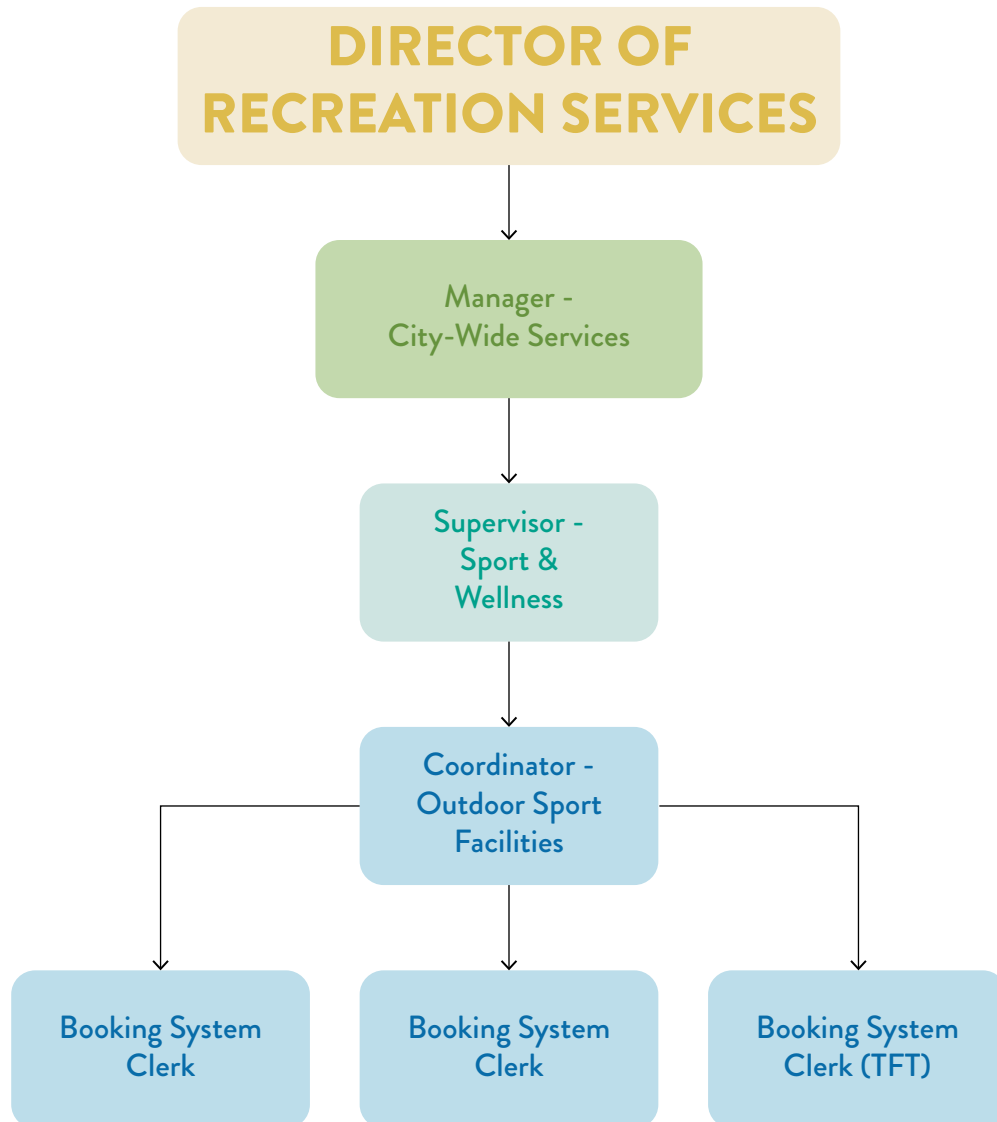 DIRECTOR OF
RECREATION SERVICES
Manager -
City-Wide Services
Supervisor -
Sport &
Wellness
Coordinator -
Outdoor Sport
Facilities
Booking System
Clerk
Booking System
Clerk
Booking System
Clerk (TFT)